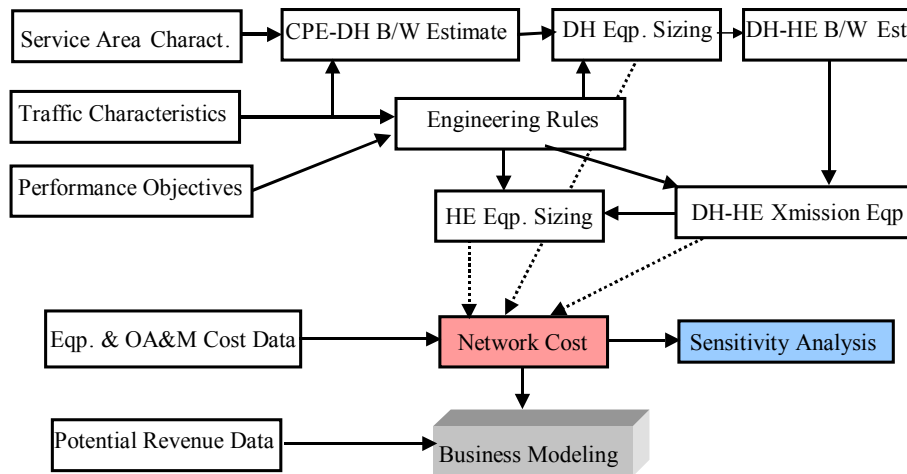 Service Area Charact.
CPE-DH B/W Estimate
DH Eqp. Sizing
DH-HE B/W Est
Traffic Characteristics
Engineering Rules
Performance Objectives
HE Eqp. Sizing
DH-HE Xmission Eqp
Eqp. & OA&M Cost Data
Network Cost
Sensitivity Analysis
Potential Revenue Data
Business Modeling